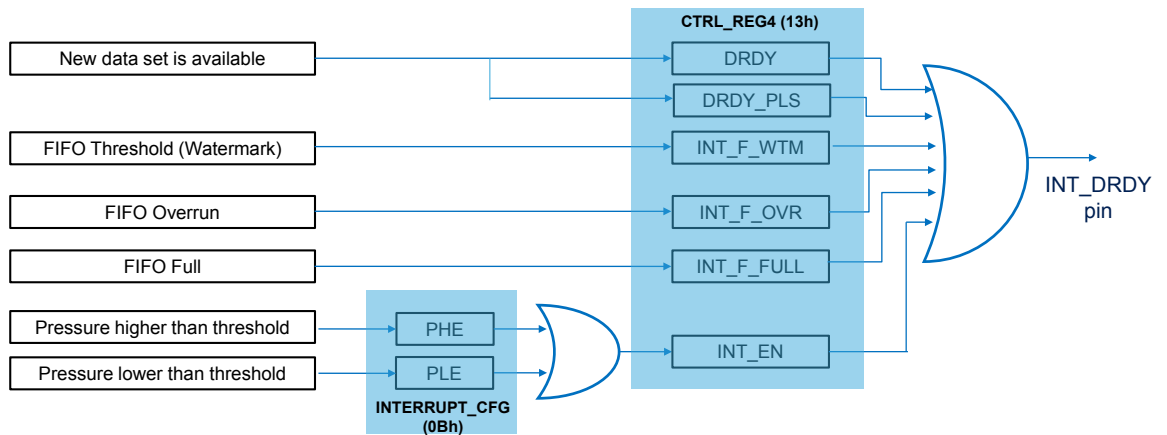 CTRL_REG4 (13h)
New data set is available
DRDY
DRDY_PLS
FIFO Threshold (Watermark)
INT_F_WTM
INT_DRDY
pin
FIFO Overrun
INT_F_OVR
FIFO Full
INT_F_FULL
Pressure higher than threshold
PHE
INT_EN
Pressure lower than threshold
PLE
INTERRUPT_CFG
(0Bh)